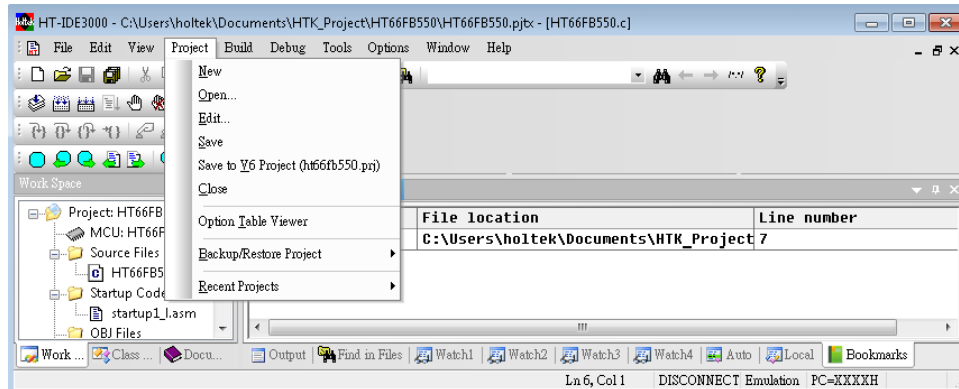 HT-IDE3000 - C:\Users\holtek\Documents\HTK_Project\HT66FB550\HT66FB550.pjtx - [HT66FB550.c]
File Edit View Project Build Debug Tools Options Window Help
New
Open...
Edit...
Save
Save to V6 Project (ht66fb550.prj)
Close
Option Table Viewer
Backup/Restore Project
Recent Projects
Work Space
Project: HT66FB
MCU: HT66F
Source Files
HT66FB5
Startup Code
startup1_l.asm
OBJ Files
File location Line number
C:\Users\holtek\Documents\HTK_Project 7
Work ... Class ... Docu... Output Find in Files Watch1 Watch2 Watch3 Watch4 Auto Local Bookmarks
Ln 6, Col 1 DISCONNECT Emulation PC=XXXXH